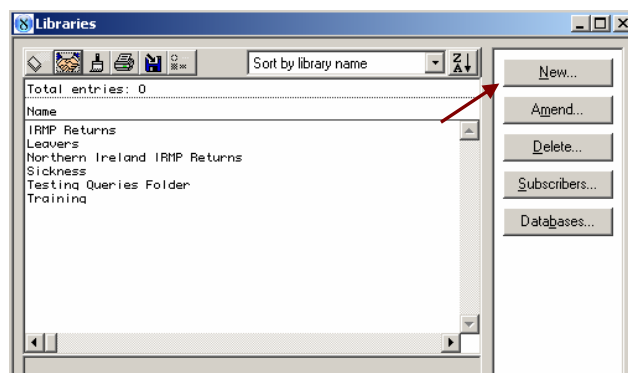 Libraries
Sort by library name
Total entries: 0
Name
IRMP Returns
Leavers
Northern Ireland IRMP Returns
Sickness
Testing Queries Folder
Training
New...
Amend...
Delete...
Subscribers...
Databases...